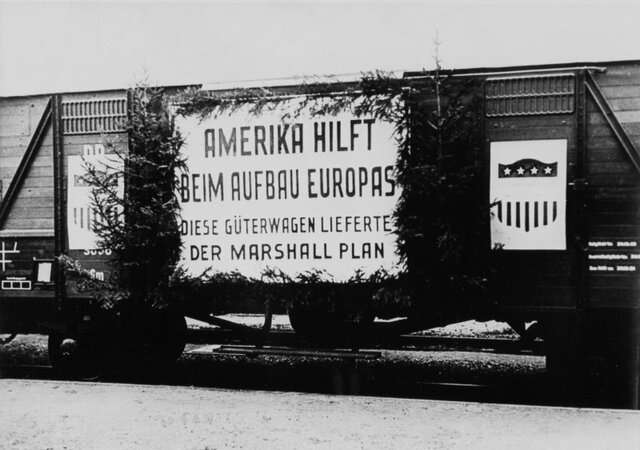 AMERIKA HILFT
BEIM AUFBAU EUROPAS
DIESE GÜTERWAGEN LIEFERTE
DER MARSHALL PLAN